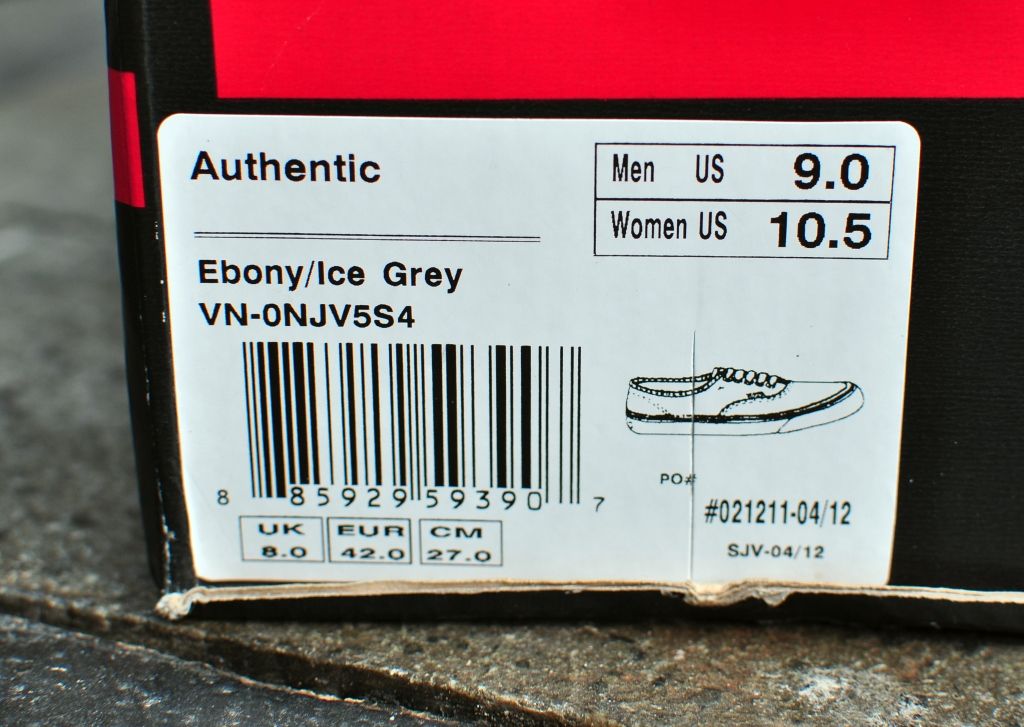 Authentic
Men US 9.0
Women US 10.5
Ebony/Ice Grey
VN-0NJV5S4
8 85929 59390 7
UK EUR CM
8.0 42.0 27.0
PO#
#021211-04/12
SJV-04/12